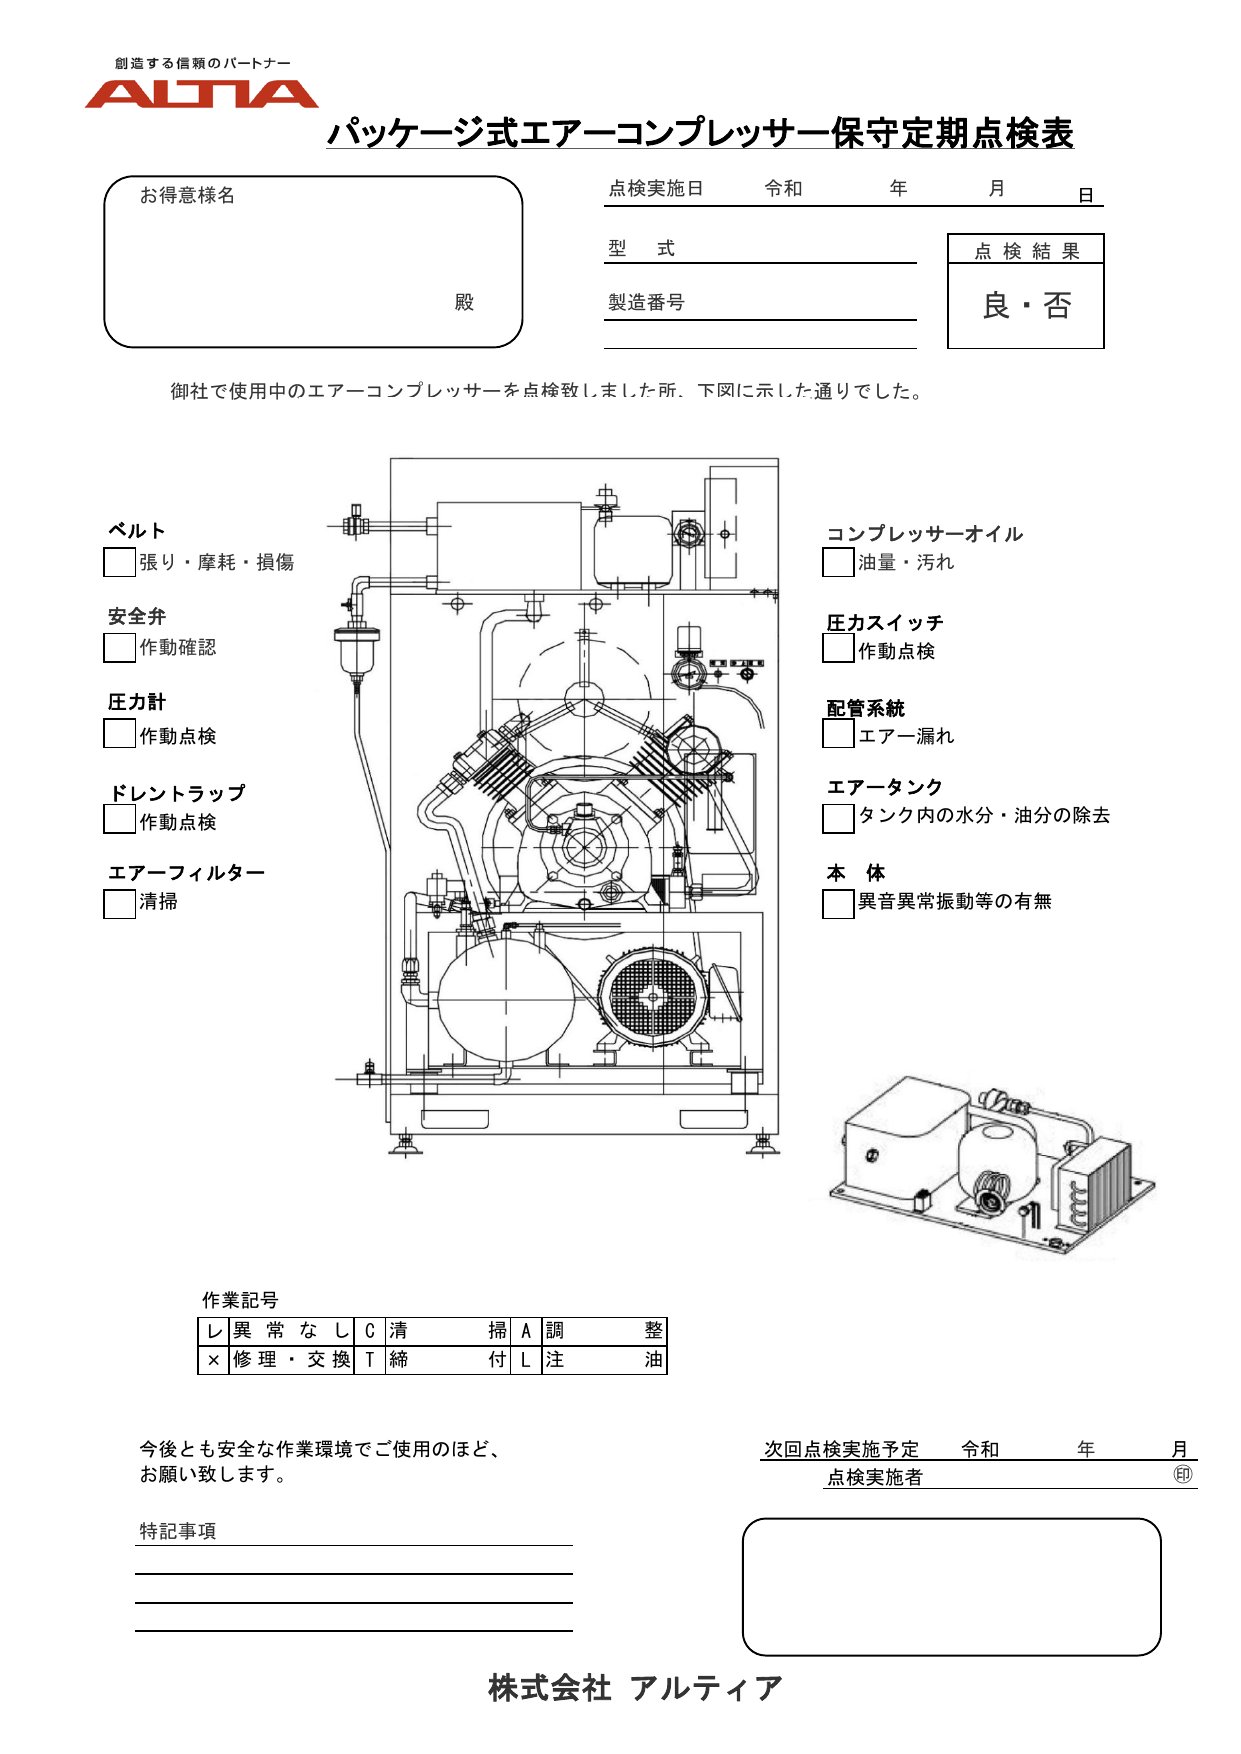 創造する信頼のパートナー
ALTIA
パッケージ式エアーコンプレッサー保守定期点検表
お得意様名
殿
点検実施日 令和 年 月 日
型 式
製造番号
点検結果
良・否
御社で使用中のエアーコンプレッサーを点検致しました所、下図に示した通りでした。
ベルト
張り・摩耗・損傷
安全弁
作動確認
圧力計
作動点検
ドレントラップ
作動点検
エアーフィルター
清掃
コンプレッサーオイル
油量・汚れ
圧力スイッチ
作動点検
配管系統
エアー漏れ
エアータンク
タンク内の水分・油分の除去
本 体
異音異常振動等の有無
作業記号
レ 異常なし C 清掃 A 調整
× 修理・交換 T 締付 L 注油
今後とも安全な作業環境でご使用のほど、
お願い致します。
次回点検実施予定 令和 年 月
点検実施者 ㊞
特記事項
株式会社 アルティア